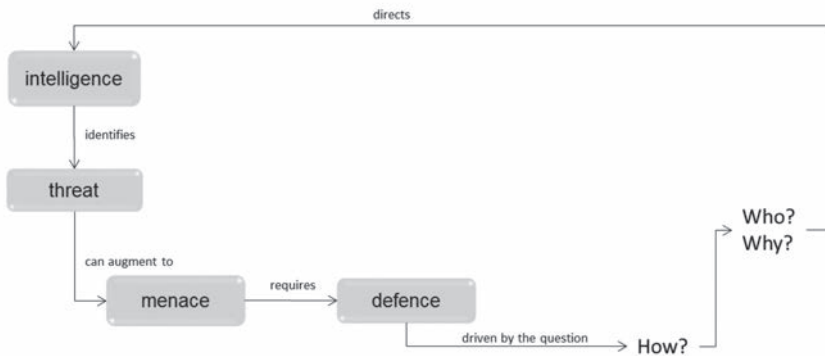 directs
intelligence
identifies
threat
can augment to
menace
requires
defence
driven by the question
How?
Who?
Why?